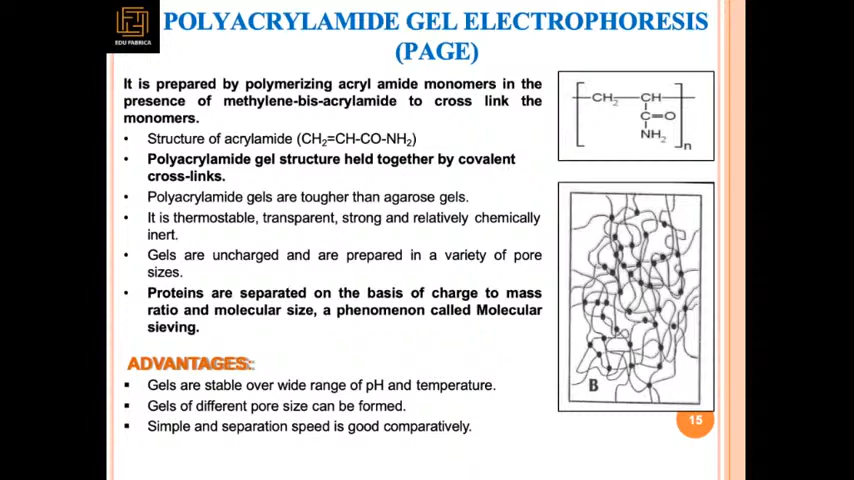 EDU FABRICA
POLYACRYLAMIDE GEL ELECTROPHORESIS
(PAGE)
It is prepared by polymerizing acryl amide monomers in the
presence of methylene-bis-acrylamide to cross link the
monomers.
• Structure of acrylamide (CH₂=CH-CO-NH₂)
• Polyacrylamide gel structure held together by covalent
cross-links.
• Polyacrylamide gels are tougher than agarose gels.
• It is thermostable, transparent, strong and relatively chemically
inert.
• Gels are uncharged and are prepared in a variety of pore
sizes.
• Proteins are separated on the basis of charge to mass
ratio and molecular size, a phenomenon called Molecular
sieving.
ADVANTAGES:
▪ Gels are stable over wide range of pH and temperature.
▪ Gels of different pore size can be formed.
▪ Simple and separation speed is good comparatively.
CH₂ CH
C=O
NH₂
n
B
15